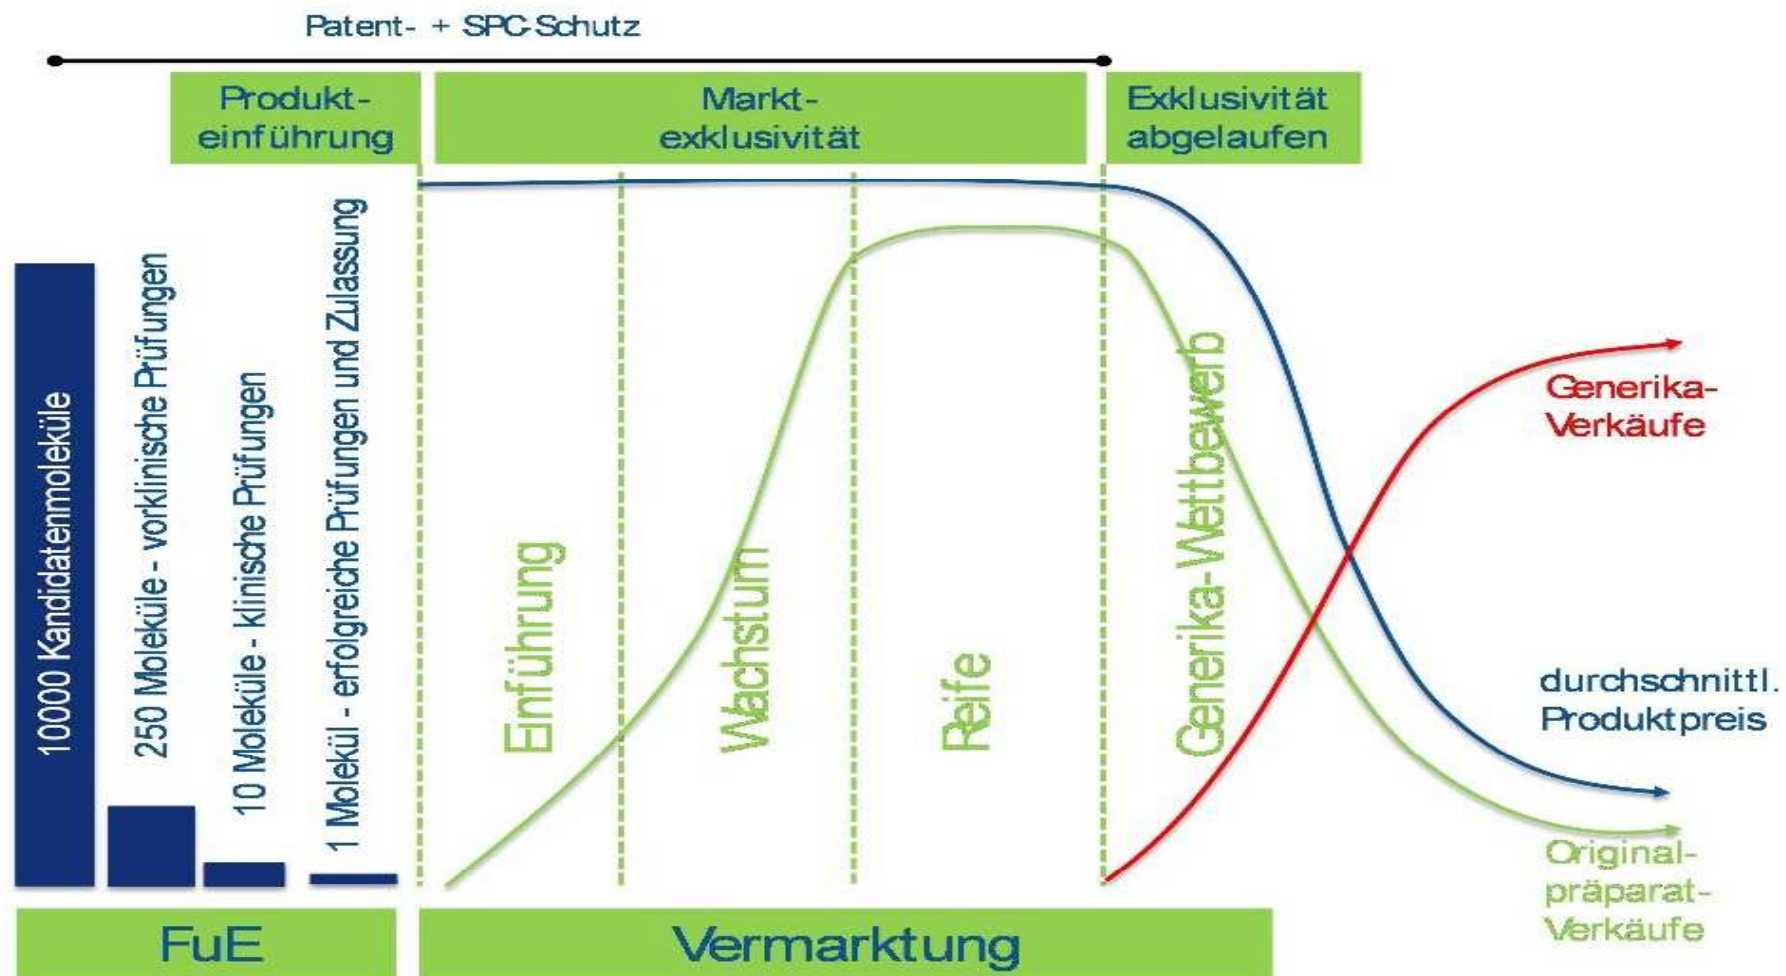 Patent- + SPC-Schutz
Produkt-
einführung
Markt-
exklusivität
Exklusivität
abgelaufen
10000 Kandidatenmoleküle
250 Moleküle - vorklinische Prüfungen
10 Moleküle - klinische Prüfungen
1 Molekül - erfolgreiche Prüfungen und Zulassung
Einführung
Wachstum
Reife
Generika-Wettbewerb
Generika-
Verkäufe
durchschnittl.
Produktpreis
Original-
präparat-
Verkäufe
FuE
Vermarktung